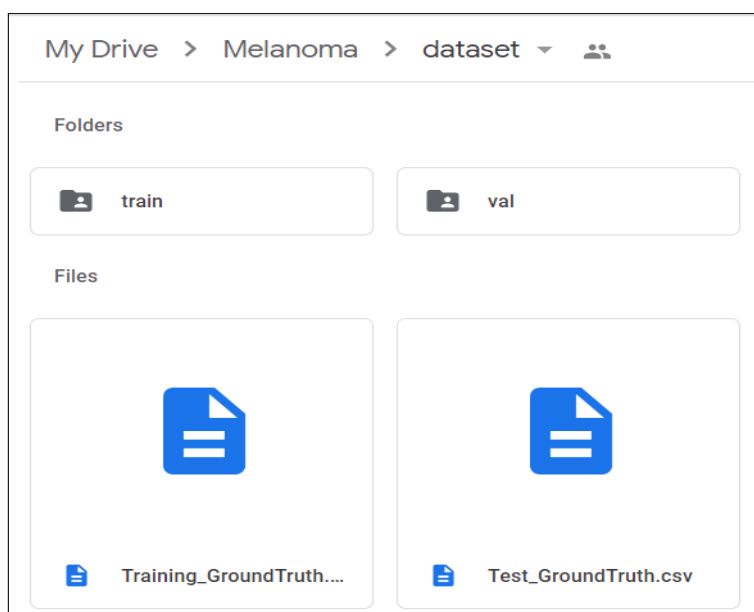 My Drive > Melanoma > dataset
Folders
train val
Files
Training_GroundTruth.... Test_GroundTruth.csv